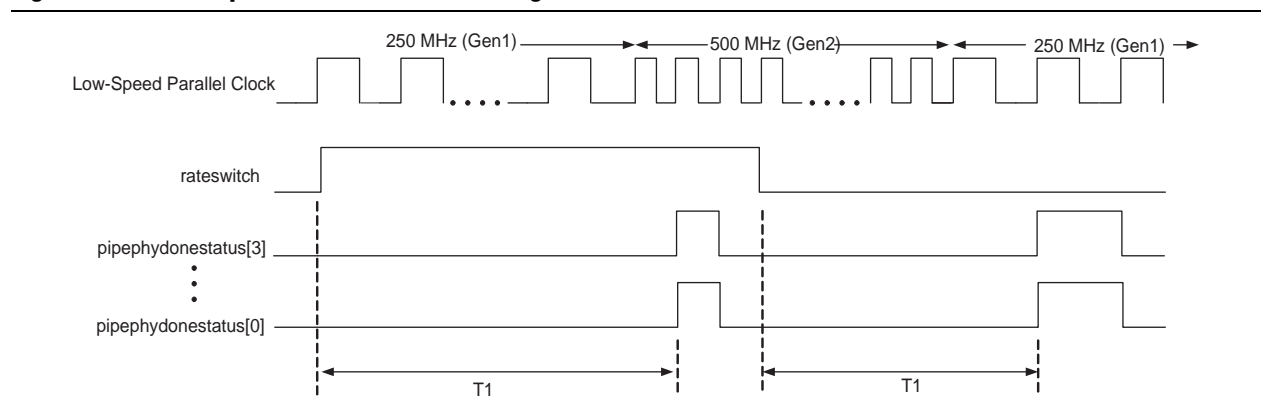 250 MHz (Gen1)
500 MHz (Gen2)
250 MHz (Gen1)
Low-Speed Parallel Clock
rateswitch
pipephydonestatus[3]
pipephydonestatus[0]
T1
T1